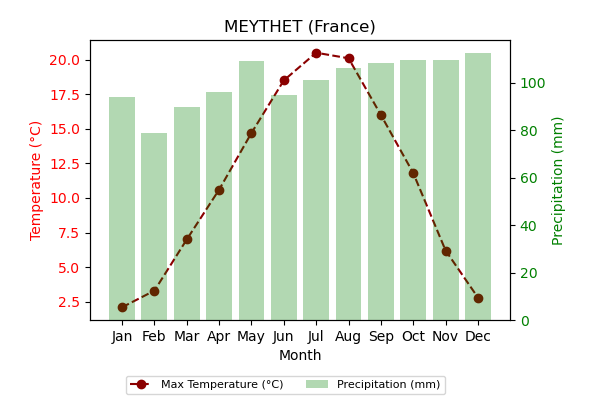 MEYTHET (France)
20.0
17.5
15.0
12.5
10.0
7.5
5.0
2.5
Temperature (°C)
100
80
60
40
20
0
Precipitation (mm)
Jan Feb Mar Apr May Jun Jul Aug Sep Oct Nov Dec
Month
Max Temperature (°C) Precipitation (mm)